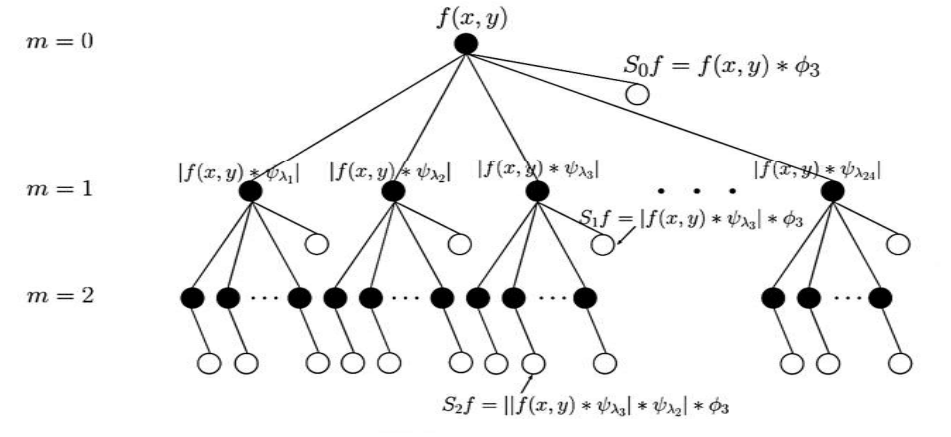 f(x, y)
m = 0
S₀f = f(x, y) ∗ ϕ₃
|f(x, y) ∗ ψ_λ₁| |f(x, y) ∗ ψ_λ₂| |f(x, y) ∗ ψ_λ₃| |f(x, y) ∗ ψ_λ₂₄|
m = 1 . . .
S₁f = |f(x, y) ∗ ψ_λ₃| ∗ ϕ₃
m = 2 ... ... ... ...
S₂f = ||f(x, y) ∗ ψ_λ₃| ∗ ψ_λ₂| ∗ ϕ₃